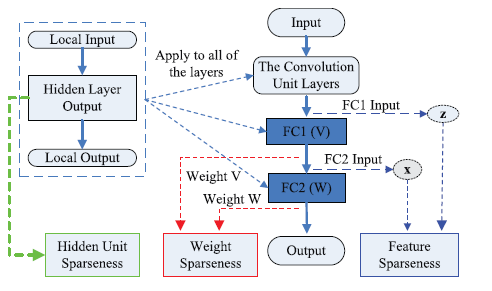 Local Input
Hidden Layer
Output
Local Output
Apply to all of
the layers
Input
The Convolution
Unit Layers
FC1 Input
z
FC1 (V)
FC2 Input
x
Weight V
FC2 (W)
Weight W
Hidden Unit
Sparseness
Weight
Sparseness
Output
Feature
Sparseness